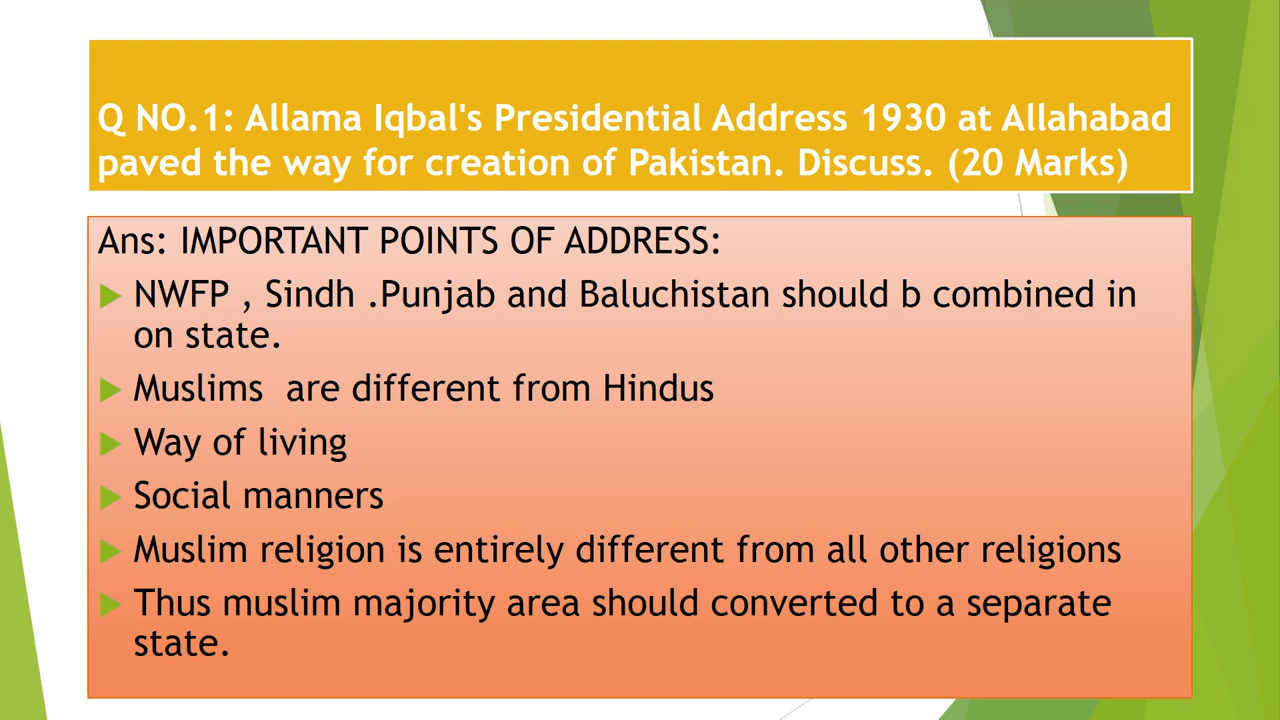 Q NO.1: Allama Iqbal's Presidential Address 1930 at Allahabad
paved the way for creation of Pakistan. Discuss. (20 Marks)
Ans: IMPORTANT POINTS OF ADDRESS:
NWFP , Sindh .Punjab and Baluchistan should b combined in
on state.
Muslims  are different from Hindus
Way of living
Social manners
Muslim religion is entirely different from all other religions
Thus muslim majority area should converted to a separate
state.